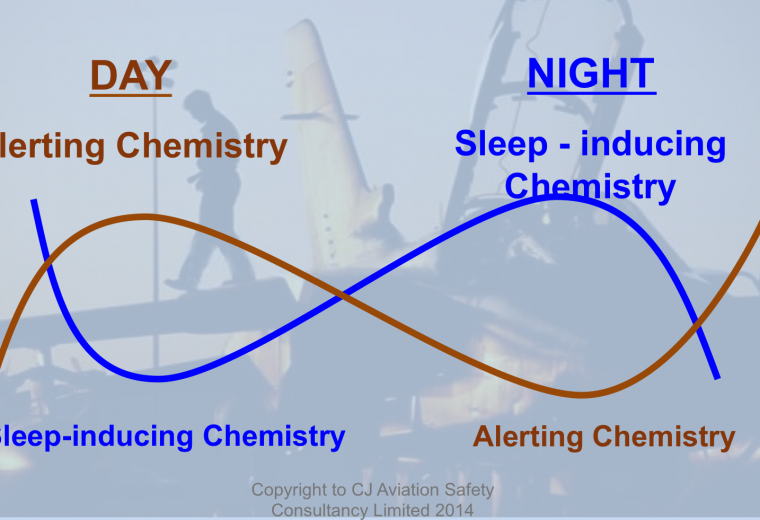 DAY
NIGHT
lerting Chemistry
Sleep - inducing
Chemistry
leep-inducing Chemistry
Alerting Chemistry
Copyright to CJ Aviation Safety
Consultancy Limited 2014